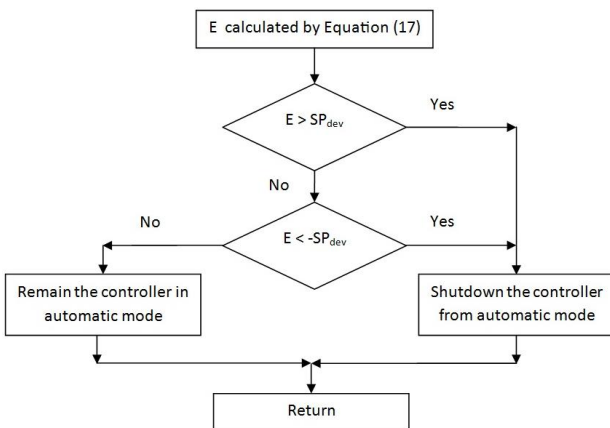 E calculated by Equation (17)
E > SPdev
Yes
No
E < -SPdev
No
Yes
Remain the controller in
automatic mode
Shutdown the controller
from automatic mode
Return